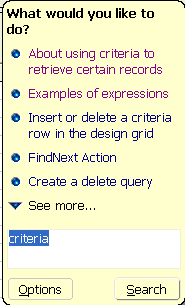 What would you like to
do?
About using criteria to
retrieve certain records
Examples of expressions
Insert or delete a criteria
row in the design grid
FindNext Action
Create a delete query
See more...
criteria
Options
Search